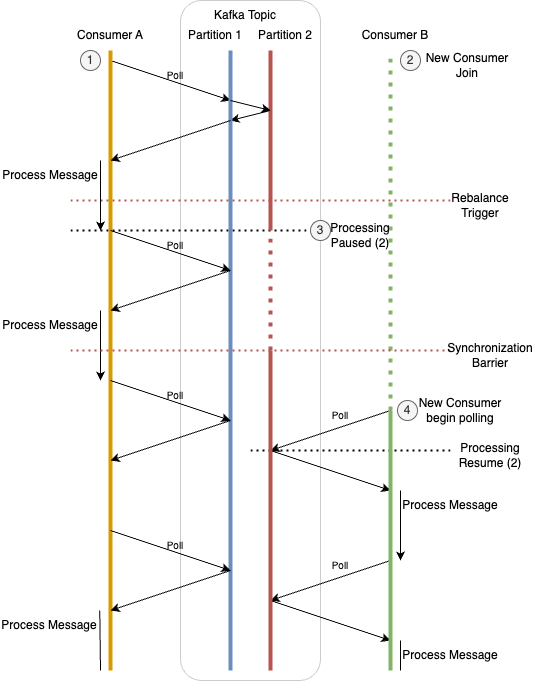 Kafka Topic
Consumer A
Partition 1
Partition 2
Consumer B
1
2
New Consumer
Join
Poll
Process Message
Rebalance
Trigger
3
Processing
Paused (2)
Poll
Process Message
Synchronization
Barrier
4
New Consumer
begin polling
Poll
Poll
Processing
Resume (2)
Process Message
Poll
Poll
Process Message
Process Message